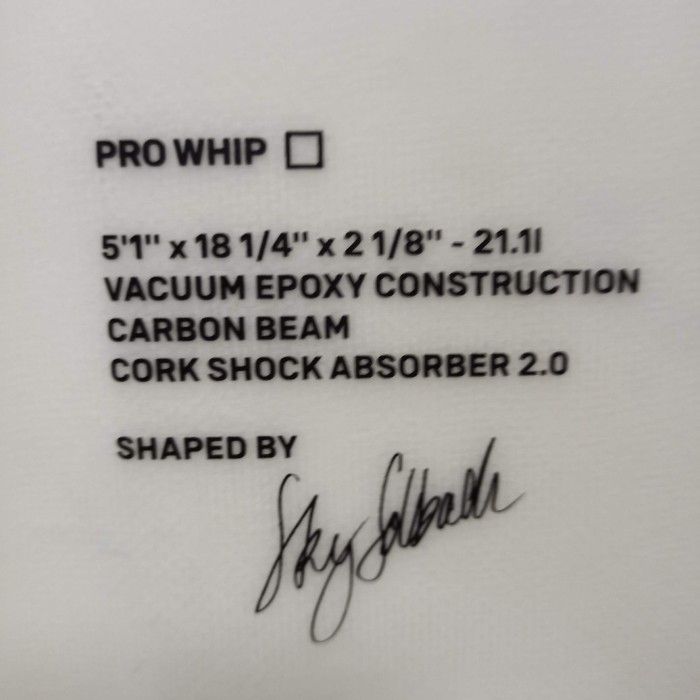 PRO WHIP □
5'1" x 18 1/4" x 2 1/8" - 21.1l
VACUUM EPOXY CONSTRUCTION
CARBON BEAM
CORK SHOCK ABSORBER 2.0
SHAPED BY
Sky Solbach